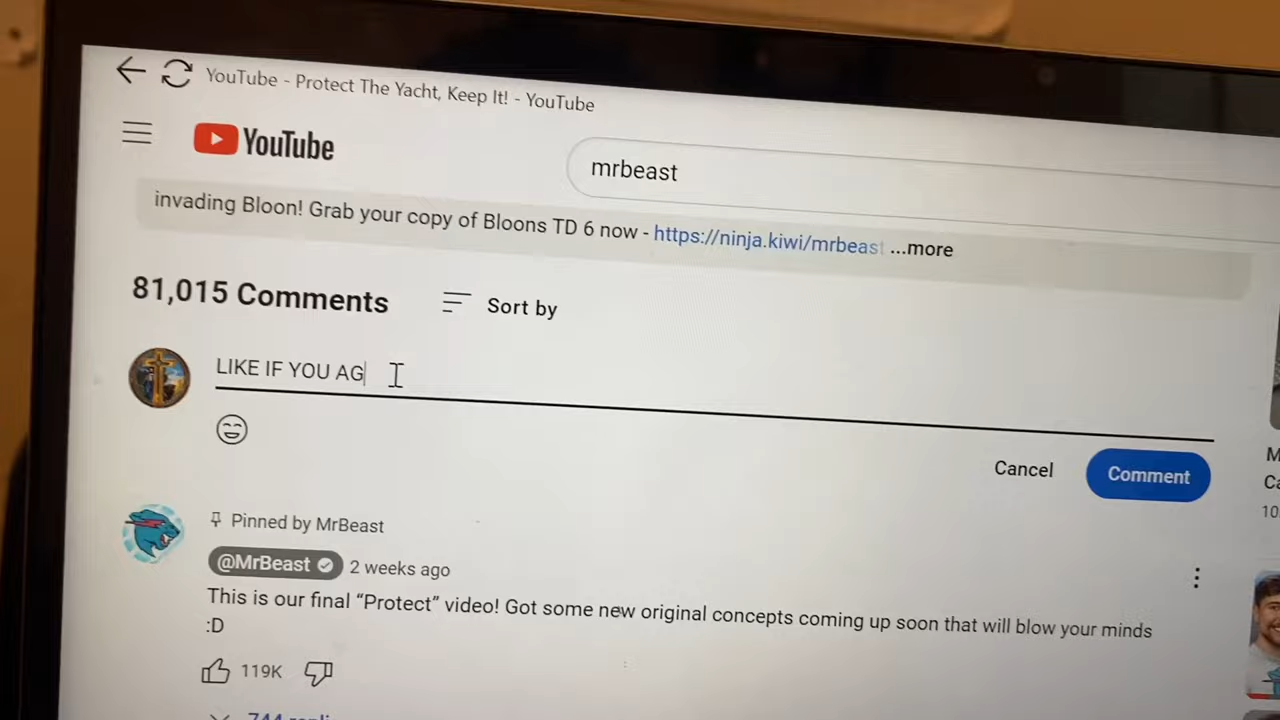 YouTube - Protect The Yacht, Keep It! - YouTube
YouTube
mrbeast
invading Bloon! Grab your copy of Bloons TD 6 now - https://ninja.kiwi/mrbeast ...more
81,015 Comments
Sort by
LIKE IF YOU AG
Cancel
Comment
Pinned by MrBeast
@MrBeast 2 weeks ago
This is our final “Protect” video! Got some new original concepts coming up soon that will blow your minds
:D
119K